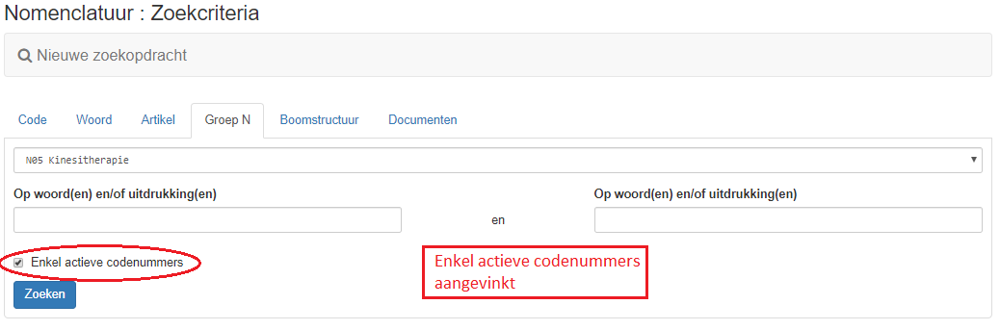 Nomenclatuur : Zoekcriteria
Nieuwe zoekopdracht
Code Woord Artikel Groep N Boomstructuur Documenten
N05 Kinesitherapie
Op woord(en) en/of uitdrukking(en) Op woord(en) en/of uitdrukking(en)
en
Enkel actieve codenummers
Enkel actieve codenummers
aangevinkt
Zoeken